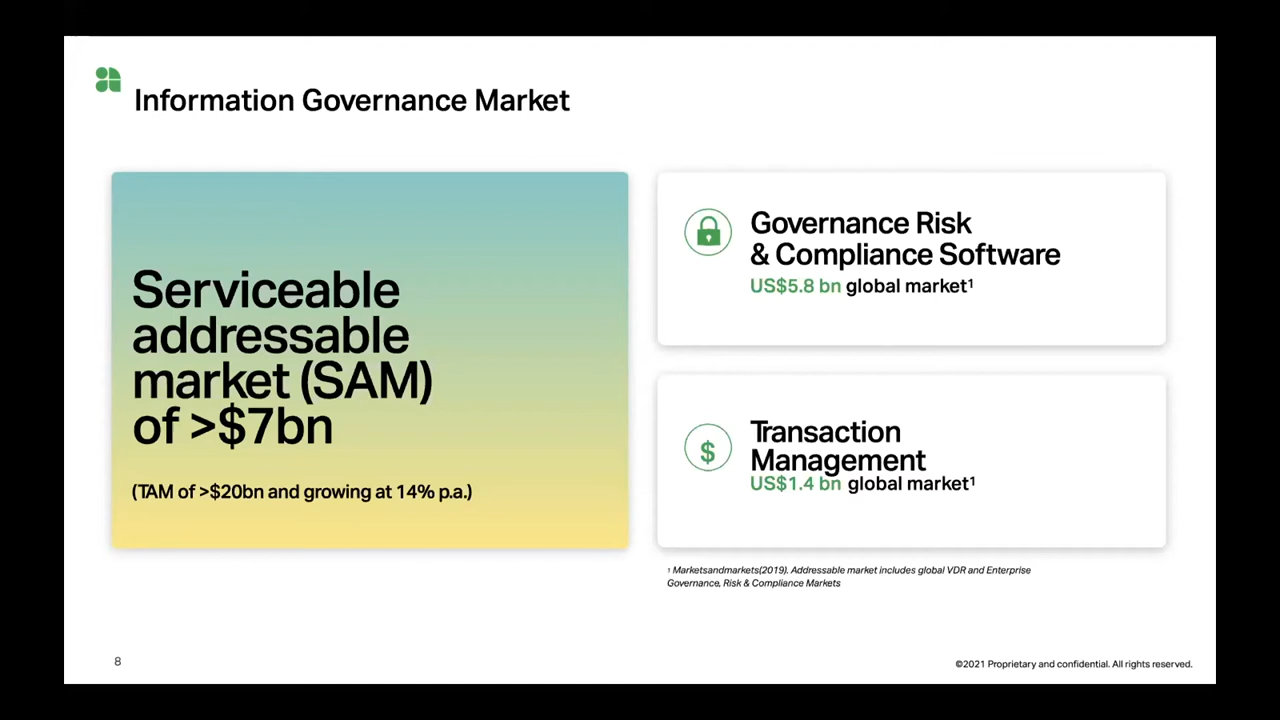 Information Governance Market
Serviceable
addressable
market (SAM)
of >$7bn
(TAM of >$20bn and growing at 14% p.a.)
Governance Risk
& Compliance Software
US$5.8 bn global market¹
$
Transaction
Management
US$1.4 bn global market¹
¹ Marketsandmarkets(2019). Addressable market includes global VDR and Enterprise
Governance, Risk & Compliance Markets
8
©2021 Proprietary and confidential. All rights reserved.